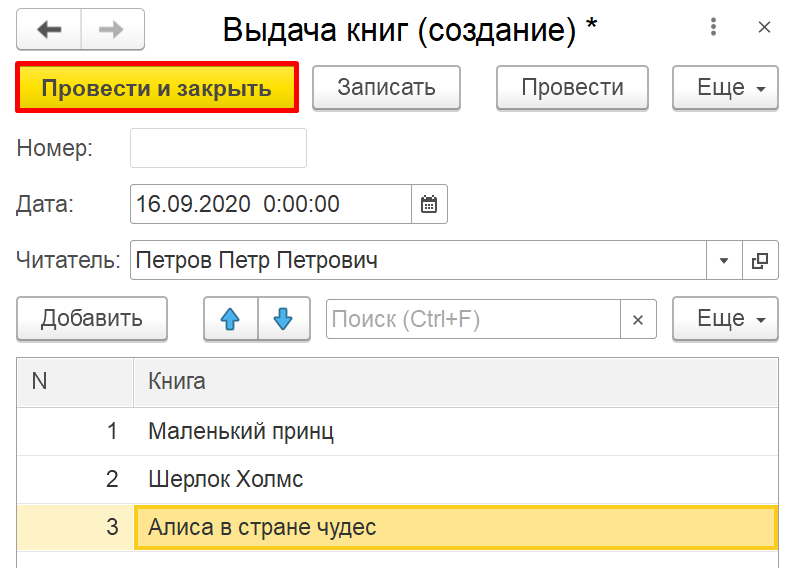 Выдача книг (создание) *
Провести и закрыть Записать Провести Еще
Номер:
Дата: 16.09.2020 0:00:00
Читатель: Петров Петр Петрович
Добавить Поиск (Ctrl+F) × Еще
N Книга
1 Маленький принц
2 Шерлок Холмс
3 Алиса в стране чудес